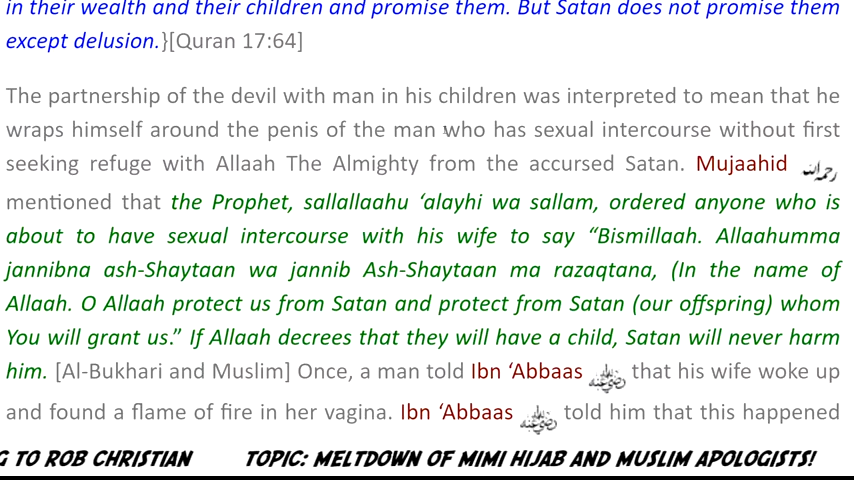 in their wealth and their children and promise them. But Satan does not promise them
except delusion.}[Quran 17:64]
The partnership of the devil with man in his children was interpreted to mean that he
wraps himself around the penis of the man who has sexual intercourse without first
seeking refuge with Allaah The Almighty from the accursed Satan. Mujaahid رحمه الله
mentioned that the Prophet, sallallaahu ‘alayhi wa sallam, ordered anyone who is
about to have sexual intercourse with his wife to say “Bismillaah. Allaahumma
jannibna ash-Shaytaan wa jannib Ash-Shaytaan ma razaqtana, (In the name of
Allaah. O Allaah protect us from Satan and protect from Satan (our offspring) whom
You will grant us.” If Allaah decrees that they will have a child, Satan will never harm
him. [Al-Bukhari and Muslim] Once, a man told Ibn ‘Abbaas رضي الله عنه that his wife woke up
and found a flame of fire in her vagina. Ibn ‘Abbaas رضي الله عنه told him that this happened
G TO ROB CHRISTIAN TOPIC: MELTDOWN OF MIMI HIJAB AND MUSLIM APOLOGISTS!